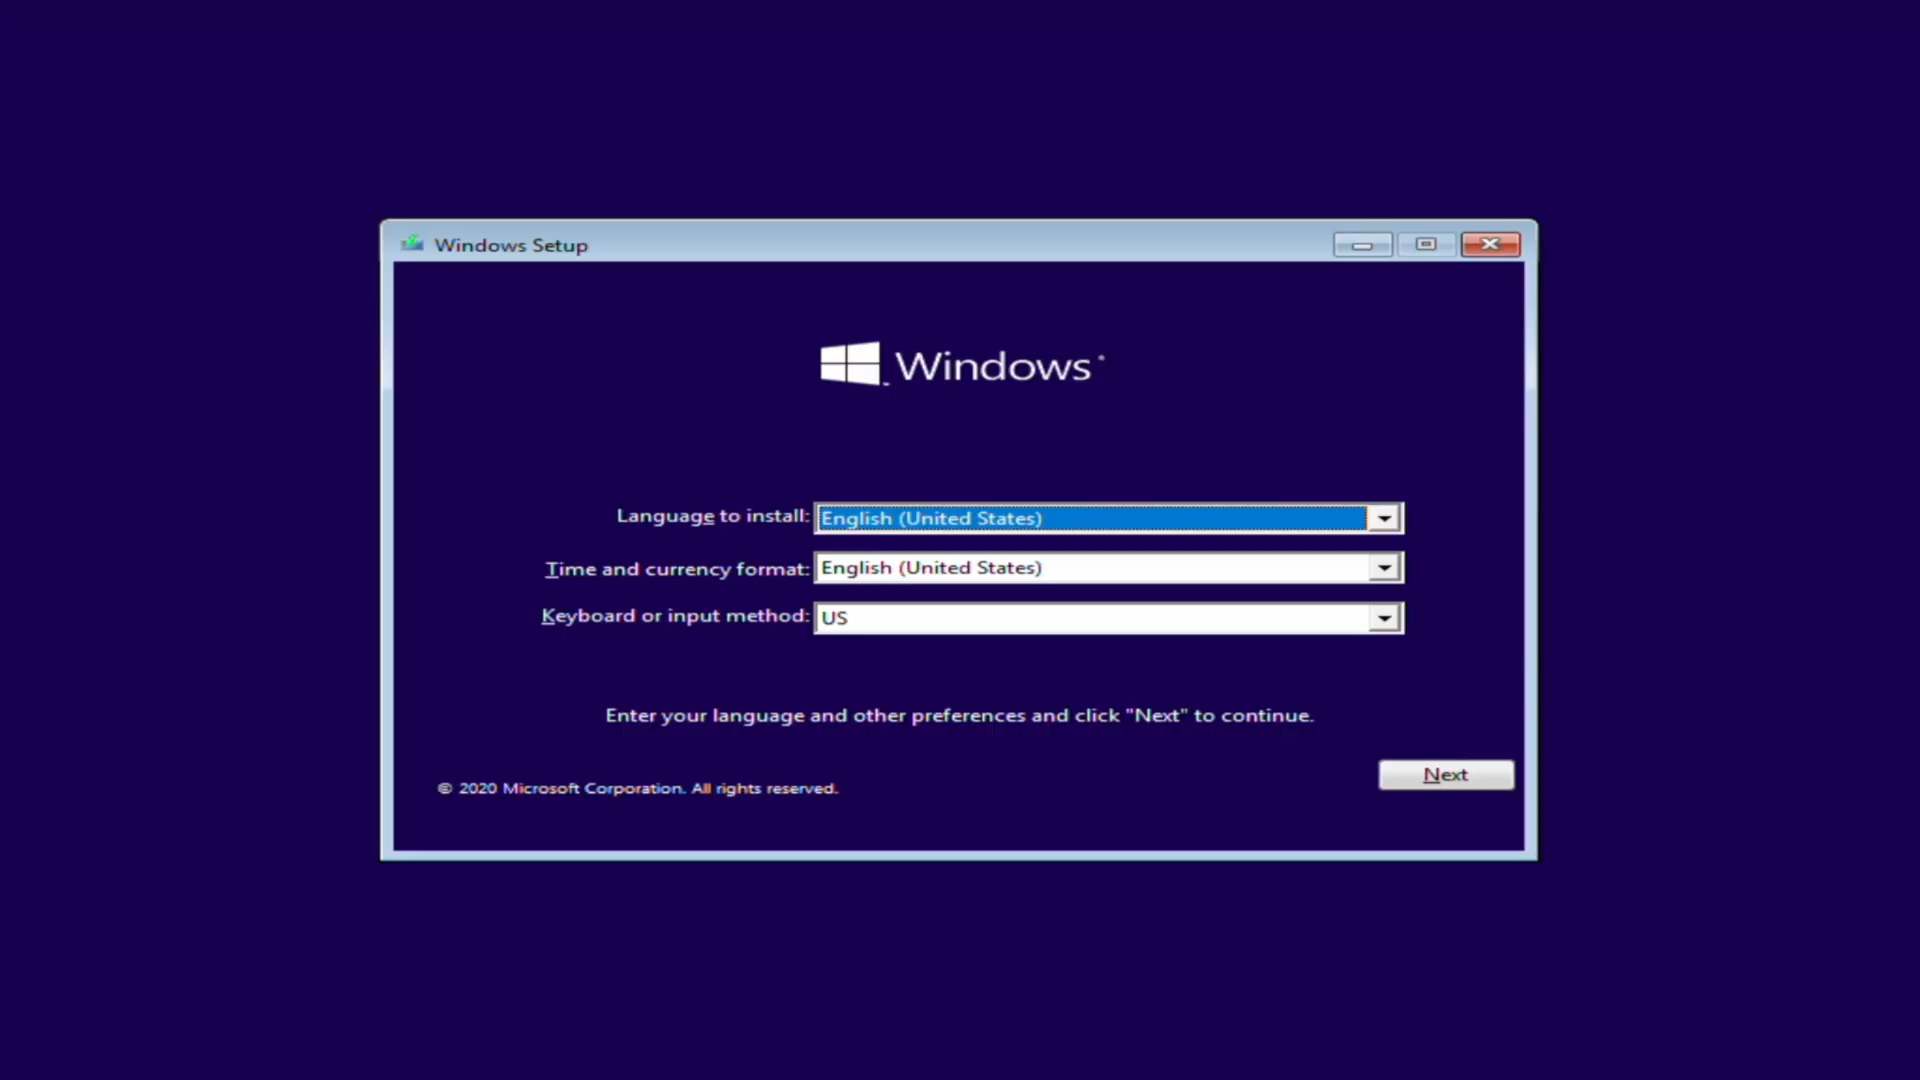 Windows Setup
Windows
Language to install: English (United States)
Time and currency format: English (United States)
Keyboard or input method: US
Enter your language and other preferences and click "Next" to continue.
Next
© 2020 Microsoft Corporation. All rights reserved.